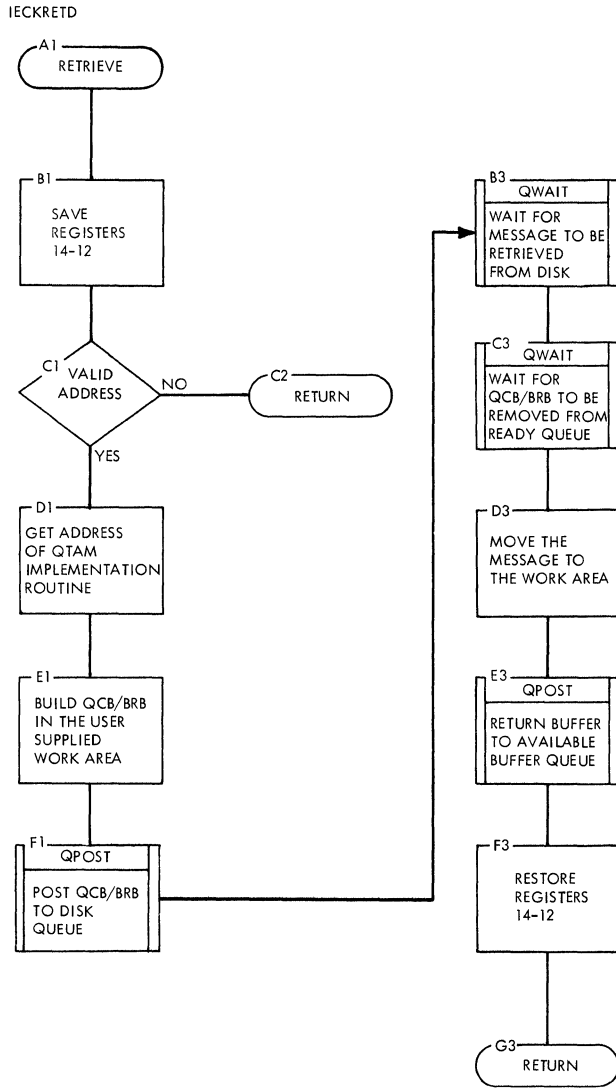 IECKRETD
A1
RETRIEVE
B1
SAVE
REGISTERS
14-12
C1
VALID
ADDRESS
NO
YES
C2
RETURN
D1
GET ADDRESS
OF QTAM
IMPLEMENTATION
ROUTINE
E1
BUILD QCB/BRB
IN THE USER
SUPPLIED
WORK AREA
F1
QPOST
POST QCB/BRB
TO DISK
QUEUE
B3
QWAIT
WAIT FOR
MESSAGE TO BE
RETRIEVED
FROM DISK
C3
QWAIT
WAIT FOR
QCB/BRB TO BE
REMOVED FROM
READY QUEUE
D3
MOVE THE
MESSAGE TO
THE WORK AREA
E3
QPOST
RETURN BUFFER
TO AVAILABLE
BUFFER QUEUE
F3
RESTORE
REGISTERS
14-12
G3
RETURN